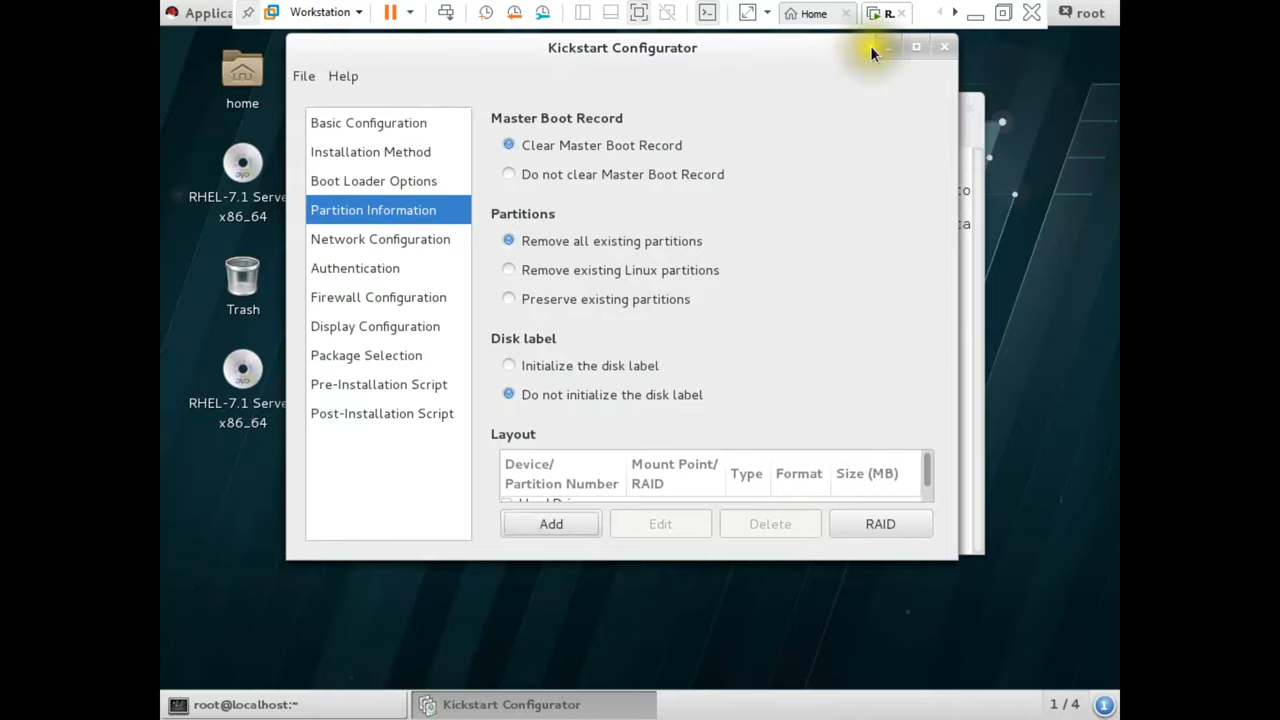 Applica
Workstation
Home
R.
root
Kickstart Configurator
File
Help
home
RHEL-7.1 Serve
x86_64
Trash
RHEL-7.1 Serve
x86_64
Basic Configuration
Installation Method
Boot Loader Options
Partition Information
Network Configuration
Authentication
Firewall Configuration
Display Configuration
Package Selection
Pre-Installation Script
Post-Installation Script
Master Boot Record
Clear Master Boot Record
Do not clear Master Boot Record
Partitions
Remove all existing partitions
Remove existing Linux partitions
Preserve existing partitions
Disk label
Initialize the disk label
Do not initialize the disk label
Layout
Device/
Partition Number
Mount Point/
RAID
Type
Format
Size (MB)
Add
Edit
Delete
RAID
co
ta
root@localhost:~
Kickstart Configurator
1 / 4
1